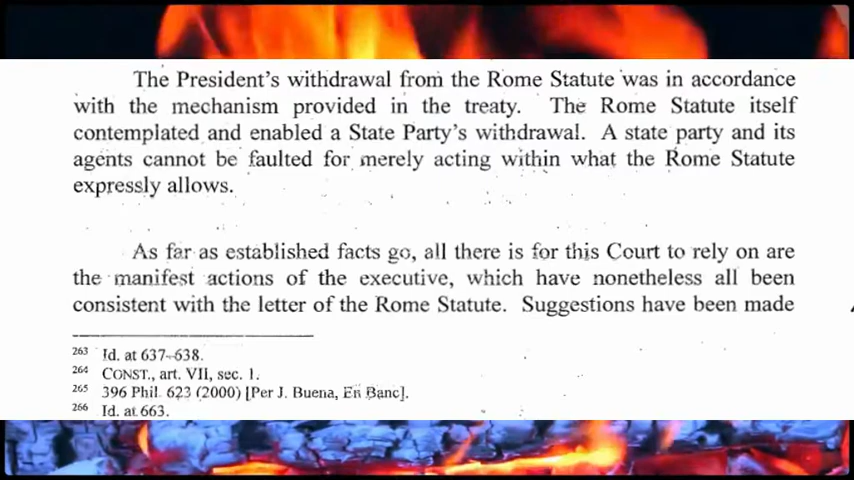 The President's withdrawal from the Rome Statute was in accordance
with the mechanism provided in the treaty. The Rome Statute itself
contemplated and enabled a State Party's withdrawal. A state party and its
agents cannot be faulted for merely acting within what the Rome Statute
expressly allows.
As far as established facts go, all there is for this Court to rely on are
the manifest actions of the executive, which have nonetheless all been
consistent with the letter of the Rome Statute. Suggestions have been made
263 Id. at 637-638.
264 CONST., art. VII, sec. 1.
265 396 Phil. 623 (2000) [Per J. Buena, En Banc].
266 Id. at 663.